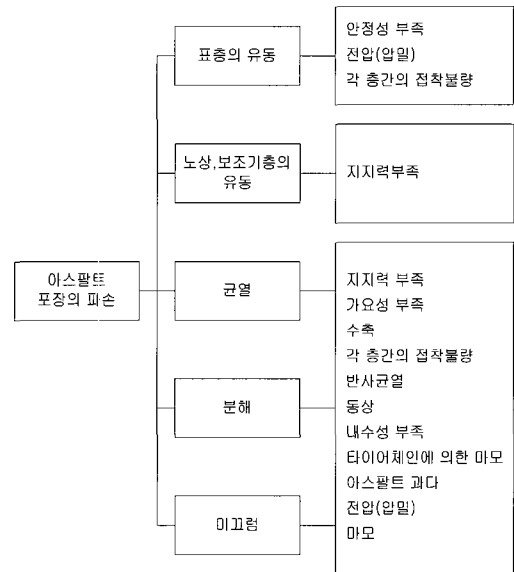 안정성 부족
전압(압밀)
각 층간의 접착불량
표층의 유동
노상,보조기층의
유동
지지력부족
아스팔트
포장의 파손
균열
분해
미끄럼
지지력 부족
가요성 부족
수축
각 층간의 접착불량
반사균열
동상
내수성 부족
타이어체인에 의한 마모
아스팔트 과다
전압(압밀)
마모